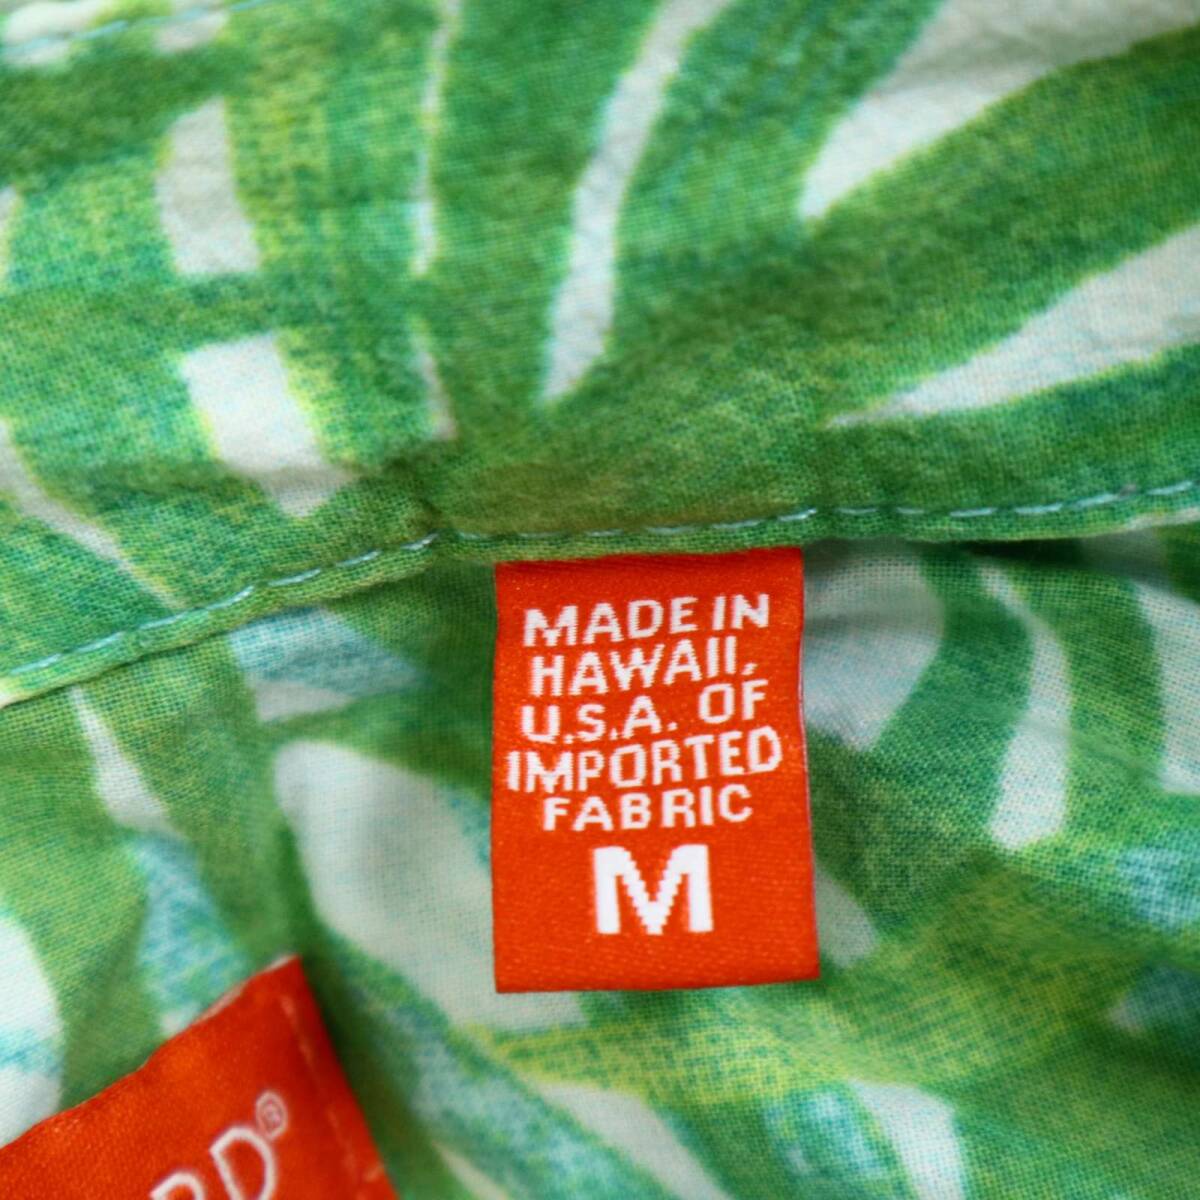 MADE IN
HAWAII,
U.S.A. OF
IMPORTED
FABRIC
M